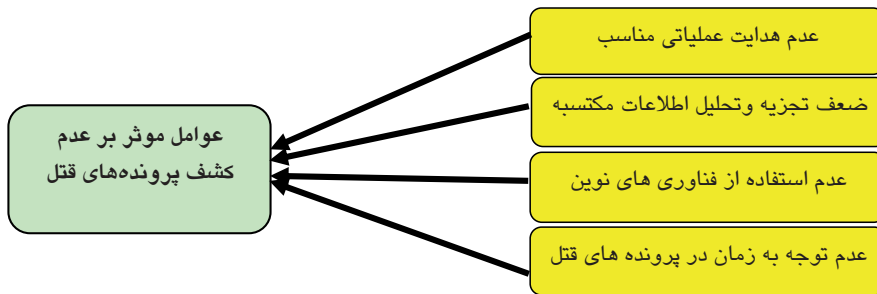 عدم هدایت عملیاتی مناسب
ضعف تجزیه وتحلیل اطلاعات مکتسبه
عوامل موثر بر عدم
کشف پرونده‌های قتل
عدم استفاده از فناوری های نوین
عدم توجه به زمان در پرونده های قتل